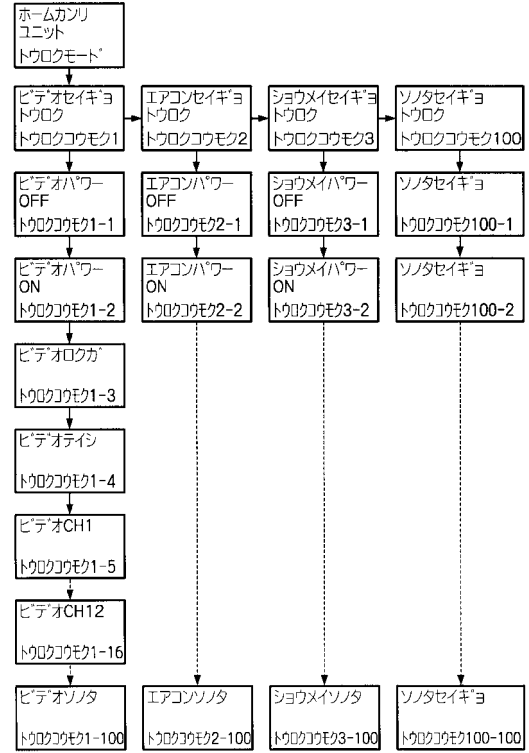 ホームカンリ
ユニット
トウロクモード
ビデオセイギョ
トウロク
トウロクコウモク1
エアコンセイギョ
トウロク
トウロクコウモク2
ショウメイセイギョ
トウロク
トウロクコウモク3
ソノタセイギョ
トウロク
トウロクコウモク100
ビデオパワー
OFF
トウロクコウモク1-1
エアコンパワー
OFF
トウロクコウモク2-1
ショウメイパワー
OFF
トウロクコウモク3-1
ソノタセイギョ
トウロクコウモク100-1
ビデオパワー
ON
トウロクコウモク1-2
エアコンパワー
ON
トウロクコウモク2-2
ショウメイパワー
ON
トウロクコウモク3-2
ソノタセイギョ
トウロクコウモク100-2
ビデオロクガ
トウロクコウモク1-3
ビデオテイシ
トウロクコウモク1-4
ビデオCH1
トウロクコウモク1-5
ビデオCH12
トウロクコウモク1-16
ビデオソノタ
トウロクコウモク1-100
エアコンソノタ
トウロクコウモク2-100
ショウメイソノタ
トウロクコウモク3-100
ソノタセイギョ
トウロクコウモク100-100